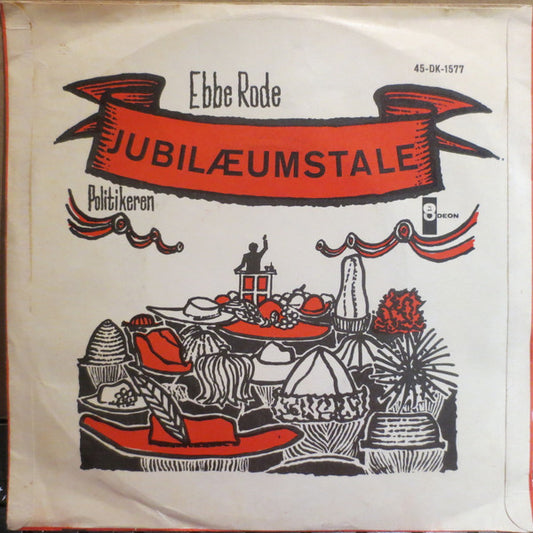 45-DK-1577
Ebbe Rode
JUBILÆUMSTALE
Politikeren
ODEON